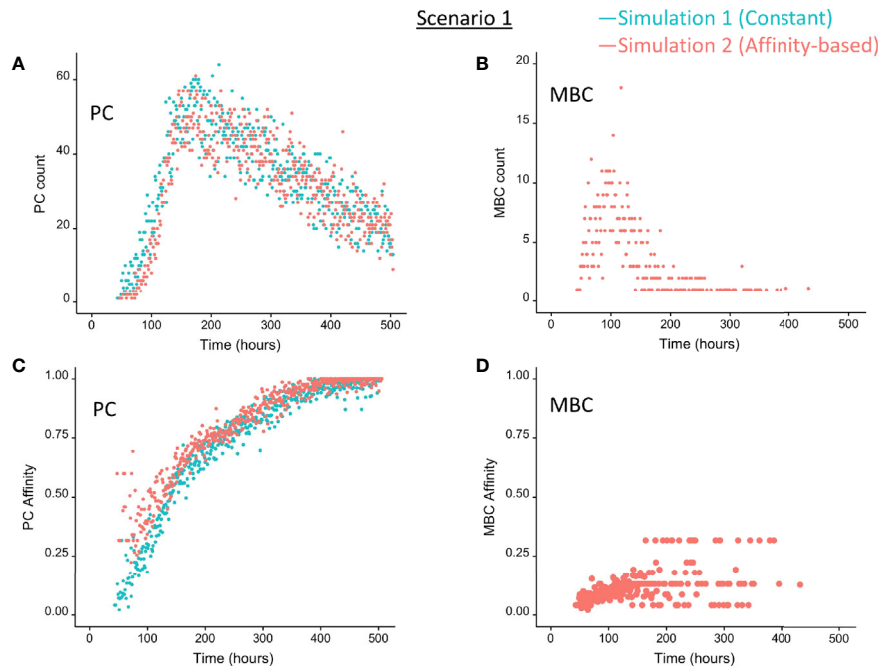 Scenario 1
—Simulation 1 (Constant)
—Simulation 2 (Affinity-based)
A
PC
PC count
60
40
20
0
0 100 200 300 400 500
Time (hours)
B
MBC
MBC count
20
15
10
5
0
0 100 200 300 400 500
Time (hours)
C
PC
PC Affinity
1.00
0.75
0.50
0.25
0.00
0 100 200 300 400 500
Time (hours)
D
MBC
MBC Affinity
1.00
0.75
0.50
0.25
0.00
0 100 200 300 400 500
Time (hours)